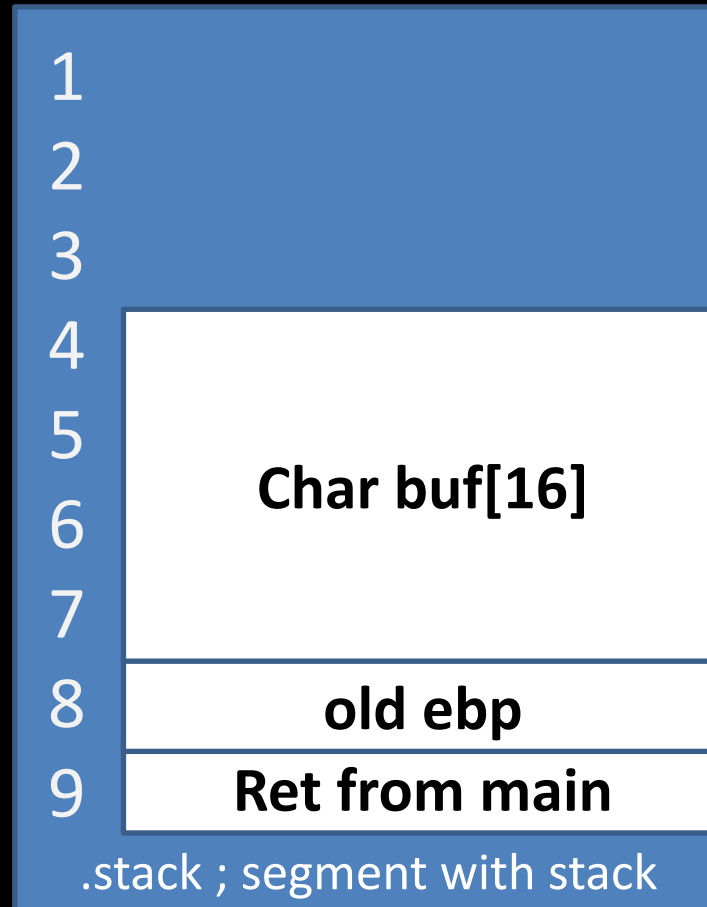 1
2
3
4
5
Char buf[16]
6
7
8 old ebp
9 Ret from main
.stack ; segment with stack